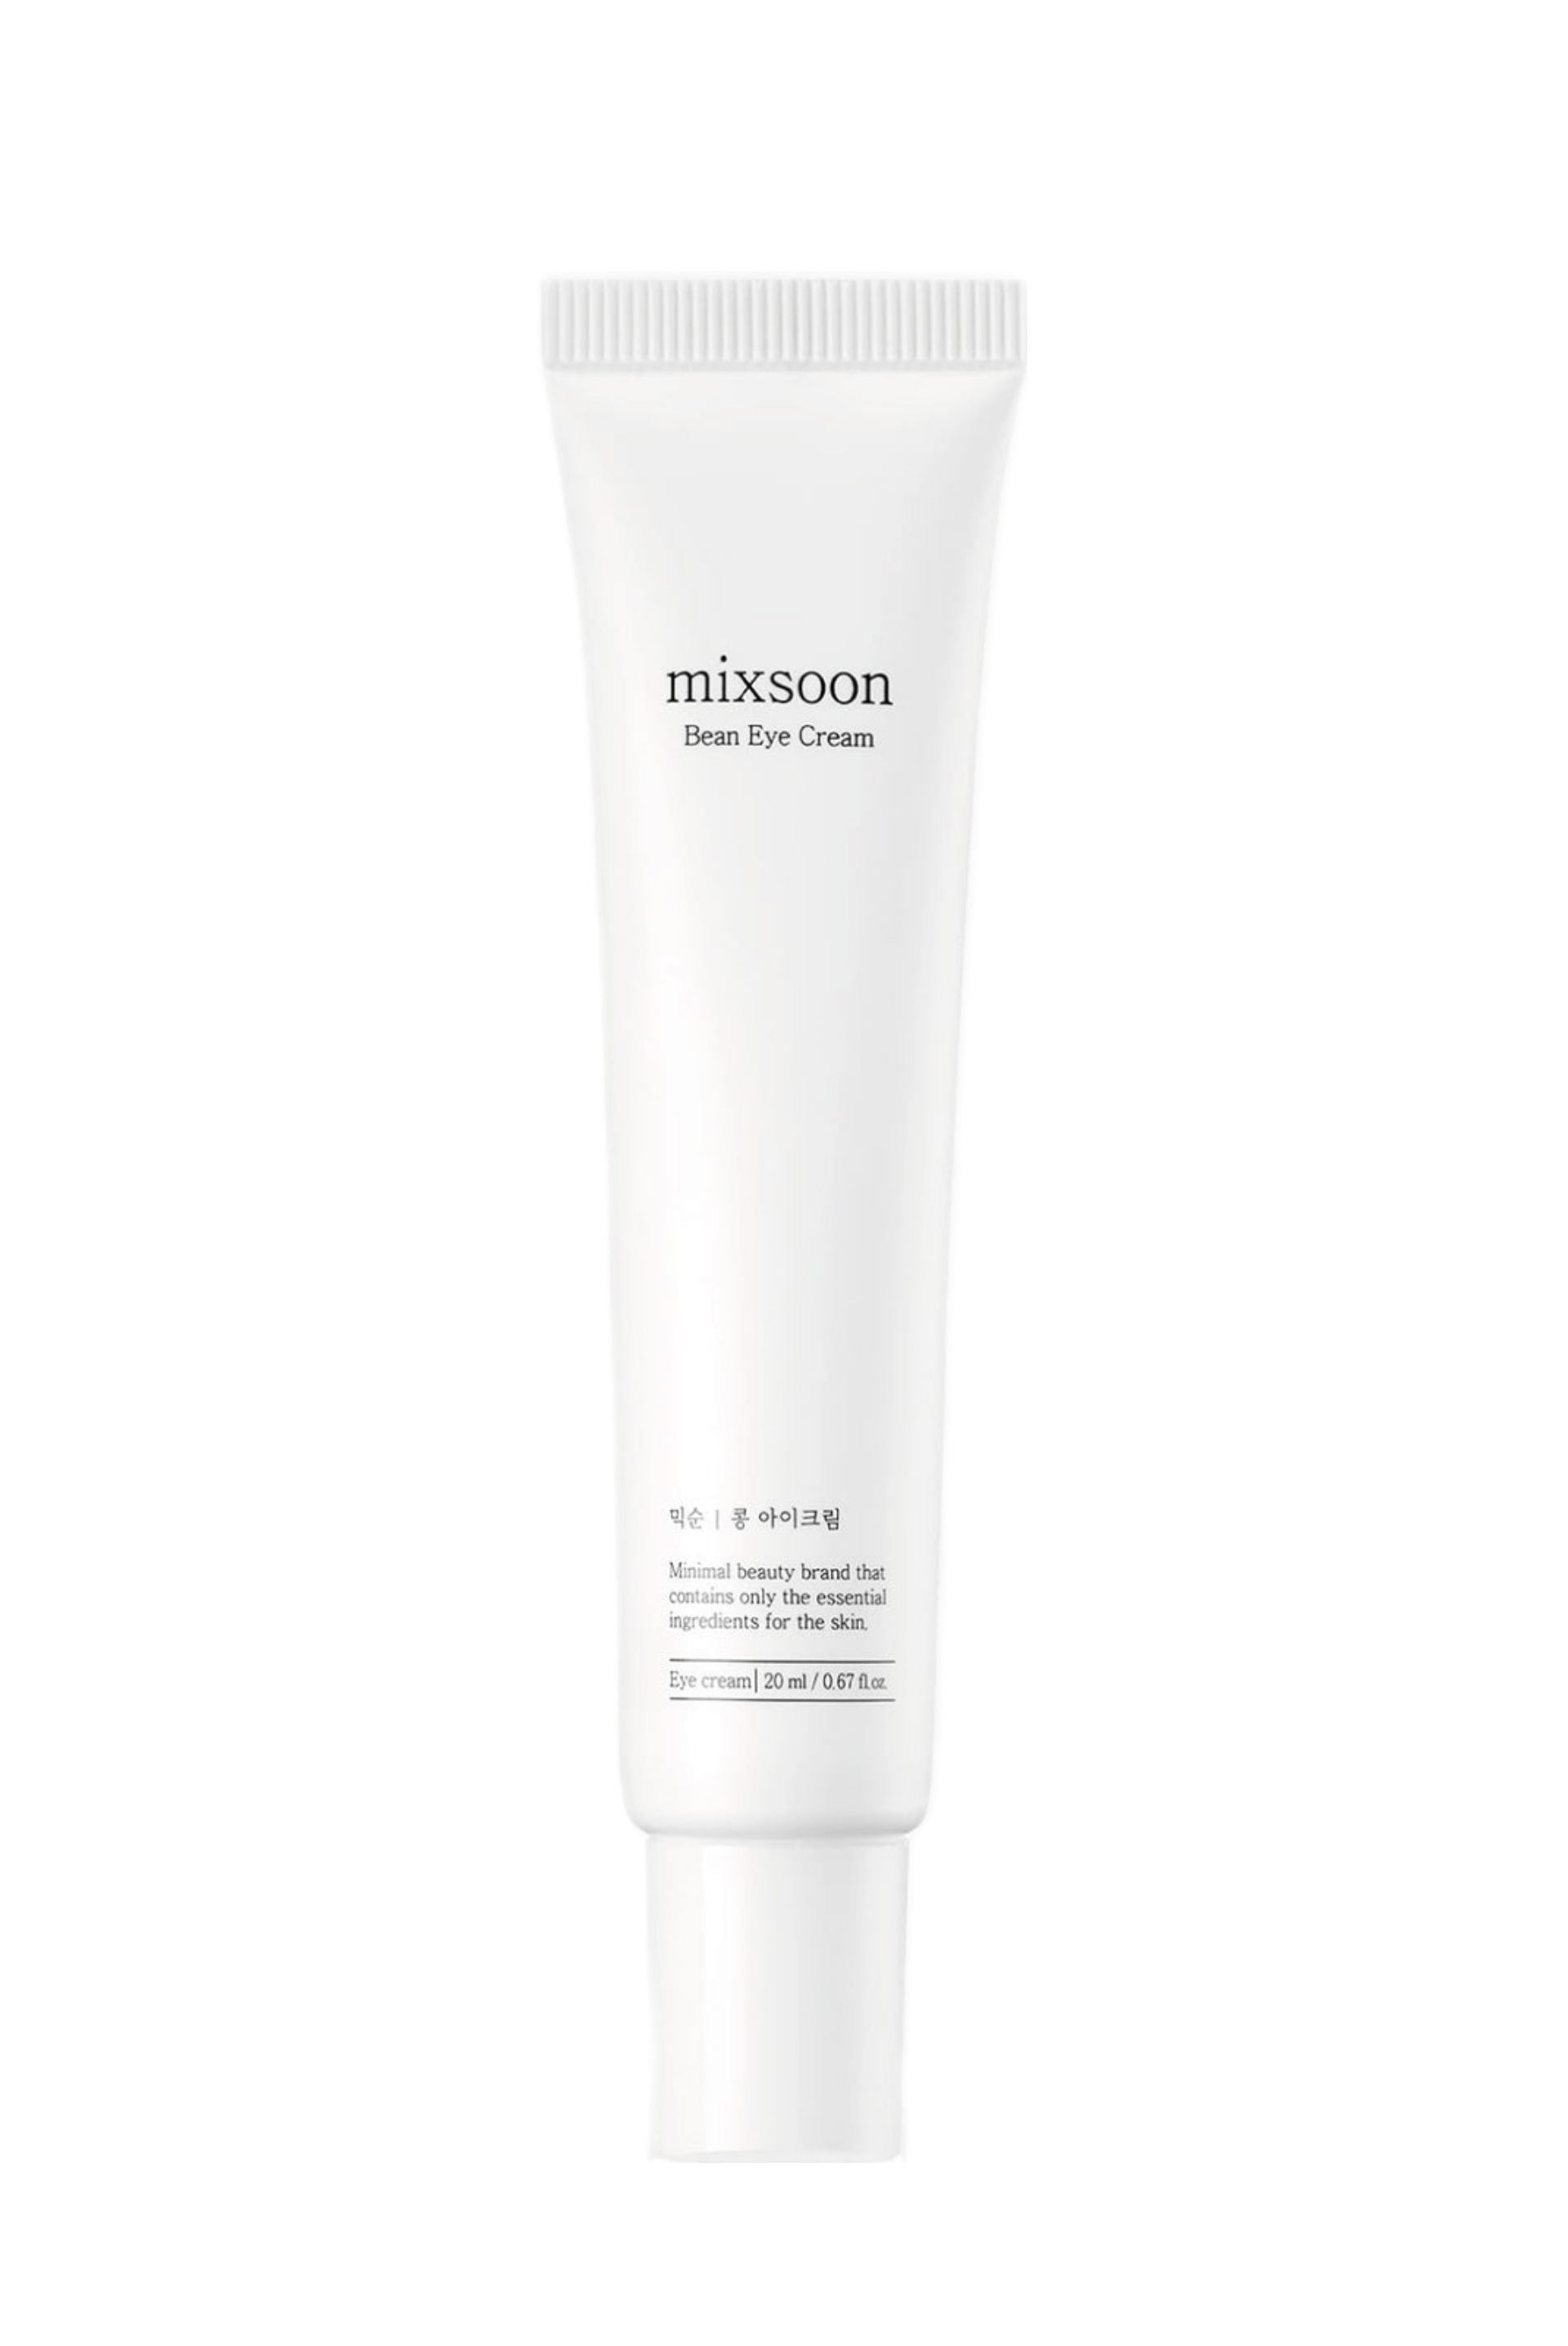 mixsoon
Bean Eye Cream
믹순 | 콩 아이크림
Minimal beauty brand that
contains only the essential
ingredients for the skin.
Eye cream| 20 ml / 0.67 fl.oz.